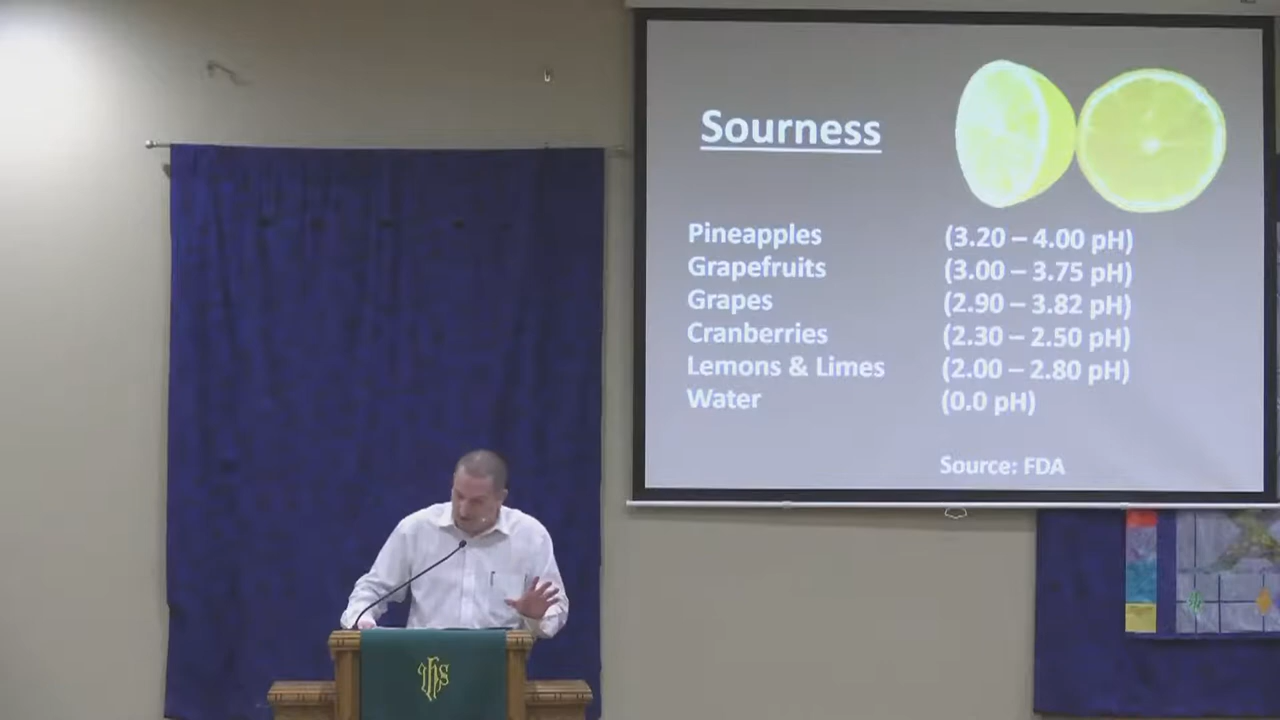 Sourness
Pineapples (3.20 – 4.00 pH)
Grapefruits (3.00 – 3.75 pH)
Grapes (2.90 – 3.82 pH)
Cranberries (2.30 – 2.50 pH)
Lemons & Limes (2.00 – 2.80 pH)
Water (0.0 pH)
Source: FDA
ihs